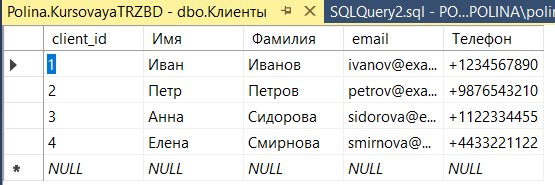 Polina.KursovayaTRZBD - dbo.Клиенты SQLQuery2.sql - PO...POLINA\polin
client_id Имя Фамилия email Телефон
1 Иван Иванов ivanov@exa... +1234567890
2 Петр Петров petrov@exa... +9876543210
3 Анна Сидорова sidorova@e... +1122334455
4 Елена Смирнова smirnova@... +4433221122
NULL NULL NULL NULL NULL